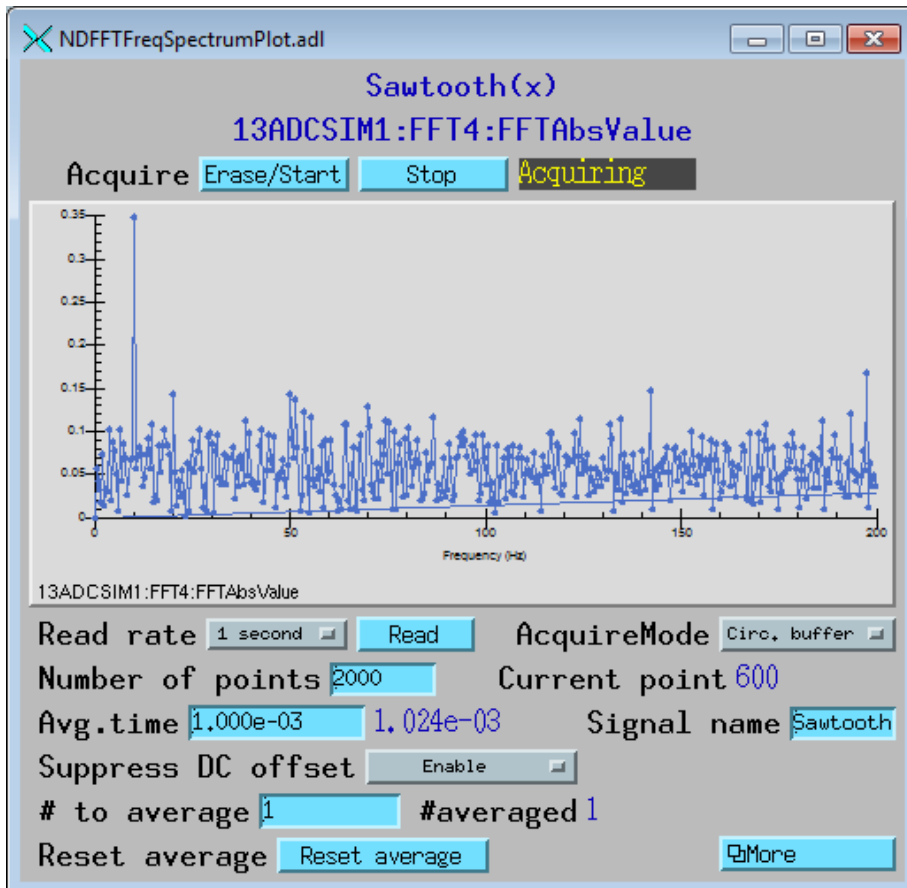 NDFFTFreqSpectrumPlot.adl
Sawtooth(x)
13ADCSIM1:FFT4:FFTAbsValue
Acquire Erase/Start Stop Acquiring
0.35
0.3
0.25
0.2
0.15
0.1
0.05
0
0 50 100 150 200
Frequency (Hz)
13ADCSIM1:FFT4:FFTAbsValue
Read rate 1 second Read AcquireMode Circ. buffer
Number of points 2000 Current point 600
Avg.time 1.000e-03 1.024e-03 Signal name Sawtooth
Suppress DC offset Enable
# to average 1 #averaged 1
Reset average Reset average More